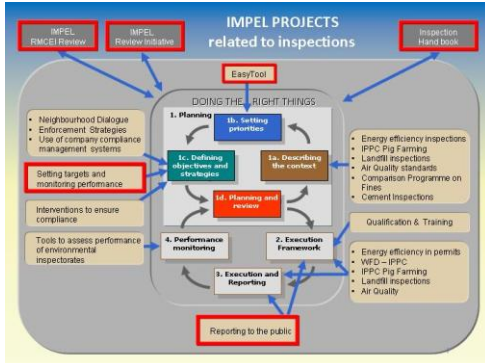 IMPEL PROJECTS
related to inspections
IMPEL
RMCEI Review
IMPEL
Review Initiative
Inspection
Hand book
EasyTool
DOING THE RIGHT THINGS
1. Planning
1b. Setting
priorities
1c. Defining
objectives and
strategies
1a. Describing
the context
1d. Planning
and
review
4. Performance
monitoring
2. Execution
Framework
3. Execution and
Reporting
• Neighbourhood Dialogue
• Enforcement Strategies
• Use of company compliance
management systems
Setting targets and
monitoring performance
Interventions to ensure
compliance
Tools to assess performance
of environmental
inspectorates
• Energy efficiency inspections
• IPPC Pig Farming
• Landfill inspections
• Air Quality standards
• Comparison Programme on
Fines
• Cement Inspections
Qualification & Training
• Energy efficiency in permits
• WFD – IPPC
• IPPC Pig Farming
• Landfill inspections
• Air Quality
Reporting to the public